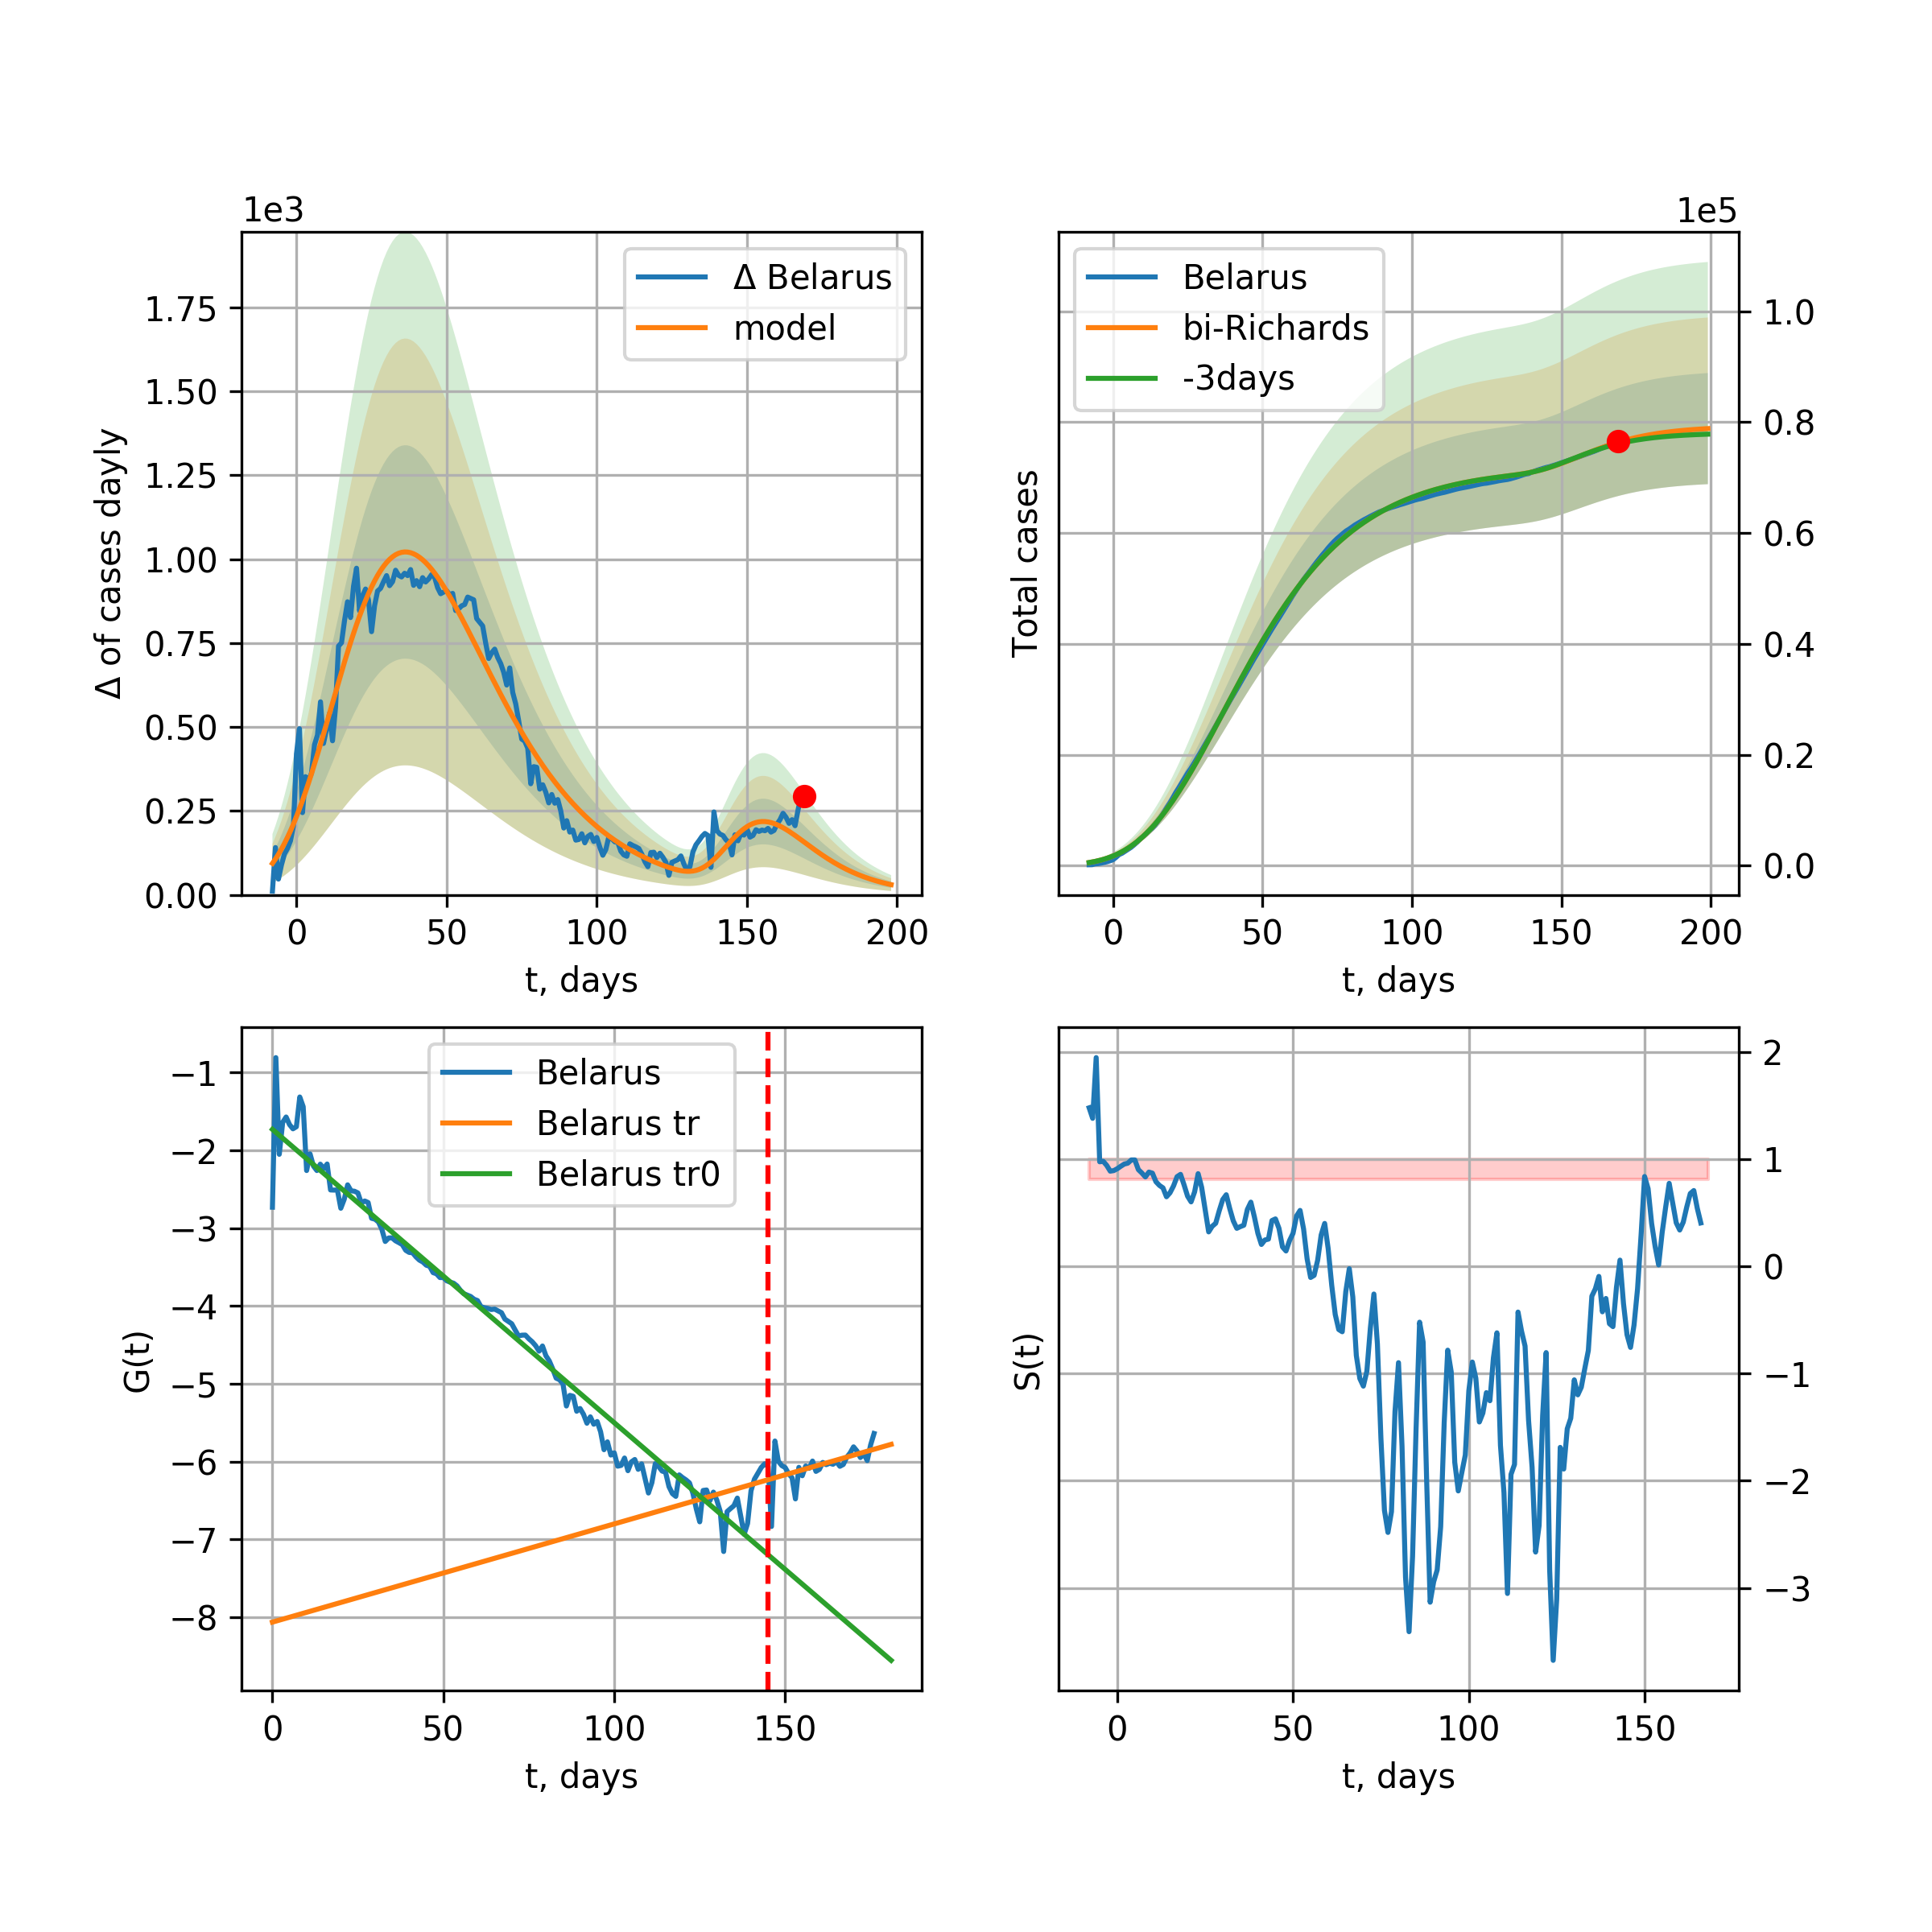 1e3
Δ of cases dayly
1.75
1.50
1.25
1.00
0.75
0.50
0.25
0.00
Δ Belarus
model
0 50 100 150 200
t, days
1e5
Total cases
Belarus
bi-Richards
-3days
1.0
0.8
0.6
0.4
0.2
0.0
0 50 100 150 200
t, days
G(t)
−1
−2
−3
−4
−5
−6
−7
−8
Belarus
Belarus tr
Belarus tr0
0 50 100 150
t, days
S(t)
2
1
0
−1
−2
−3
0 50 100 150
t, days